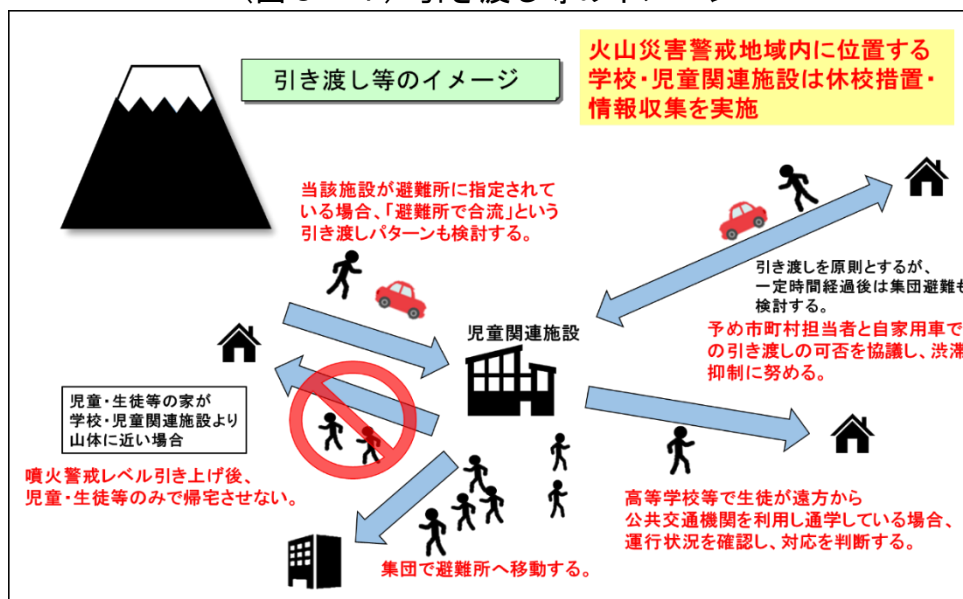 引き渡し等のイメージ
火山災害警戒地域内に位置する
学校・児童関連施設は休校措置・
情報収集を実施
当該施設が避難所に指定されて
いる場合、「避難所で合流」という
引き渡しパターンも検討する。
引き渡しを原則とするが、
一定時間経過後は集団避難も
検討する。
予め市町村担当者と自家用車で
の引き渡しの可否を協議し、渋滞
抑制に努める。
児童関連施設
児童・生徒等の家が
学校・児童関連施設より
山体に近い場合
噴火警戒レベル引き上げ後、
児童・生徒等のみで帰宅させない。
高等学校等で生徒が遠方から
公共交通機関を利用し通学している場合、
運行状況を確認し、対応を判断する。
集団で避難所へ移動する。